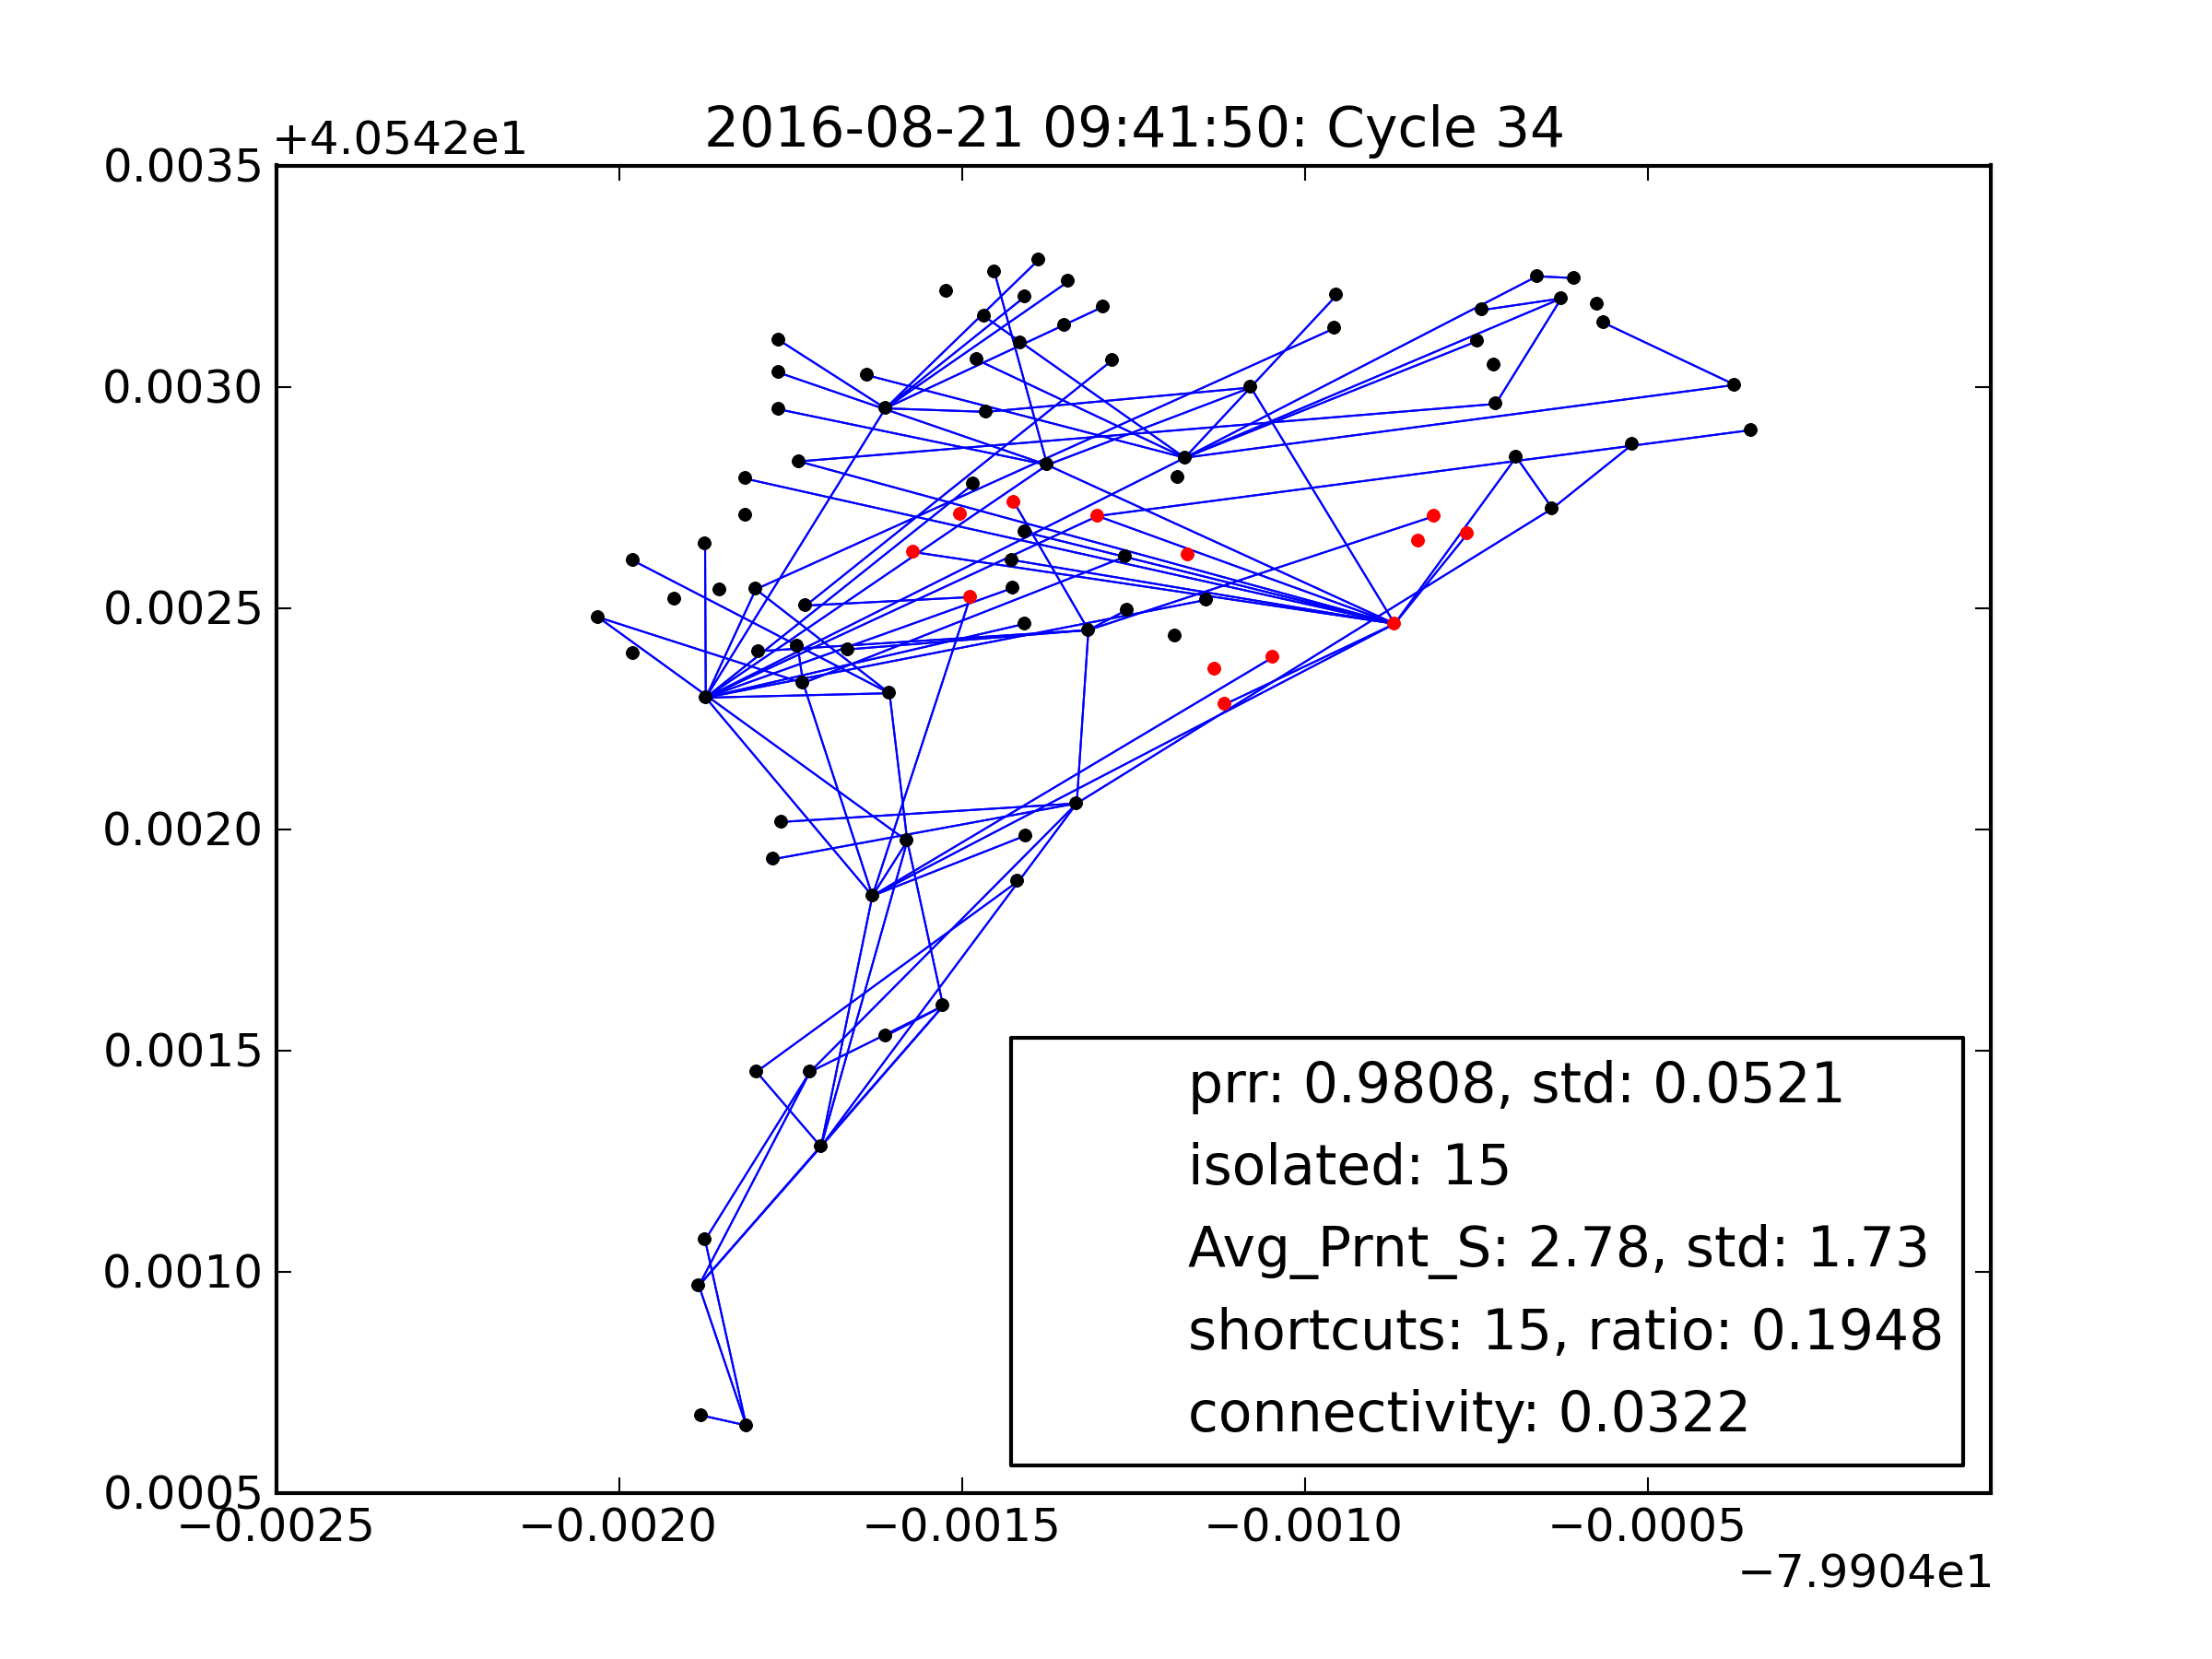 2016-08-21 09:41:50: Cycle 34
+4.0542e1
0.0035
0.0030
0.0025
0.0020
0.0015
0.0010
0.0005
prr: 0.9808, std: 0.0521
isolated: 15
Avg_Prnt_S: 2.78, std: 1.73
shortcuts: 15, ratio: 0.1948
connectivity: 0.0322
−0.0025 −0.0020 −0.0015 −0.0010 −0.0005
−7.9904e1